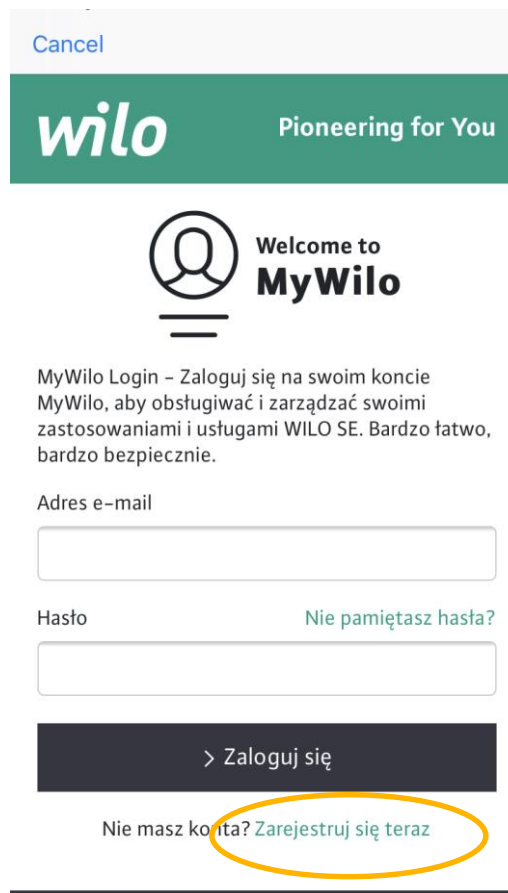 Cancel
wilo
Pioneering for You
Welcome to
MyWilo
MyWilo Login – Zaloguj się na swoim koncie
MyWilo, aby obsługiwać i zarządzać swoimi
zastosowaniami i usługami WILO SE. Bardzo łatwo,
bardzo bezpiecznie.
Adres e-mail
Hasło
Nie pamiętasz hasła?
> Zaloguj się
Nie masz konta? Zarejestruj się teraz